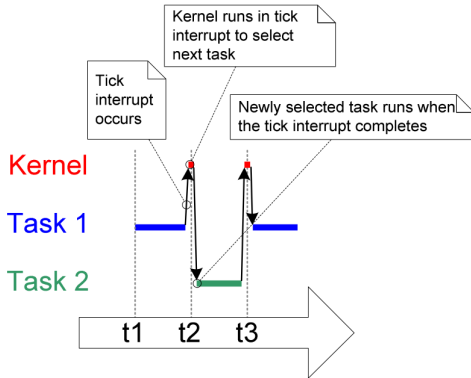 Kernel runs in tick
interrupt to select
next task
Tick
interrupt
occurs
Newly selected task runs when
the tick interrupt completes
Kernel
Task 1
Task 2
t1 t2 t3